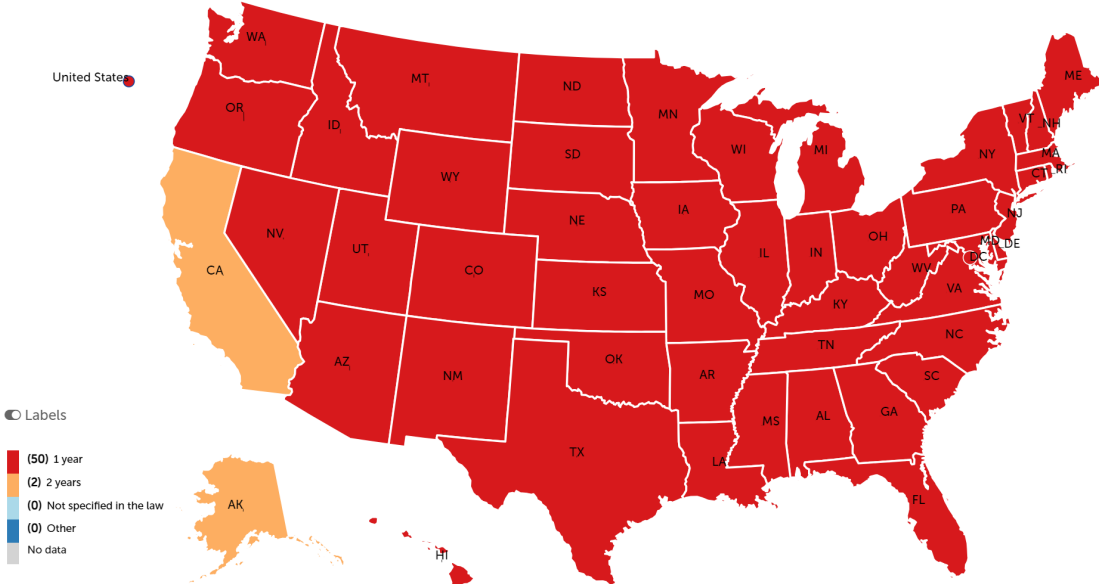 WA
United States
MT
ND
ME
OR
ID
MN
VT
NH
SD
WI
MI
NY
MA
WY
CT
RI
NE
IA
PA
NJ
NV
UT
CO
IL
IN
OH
MD
DE
DC
CA
WV
KS
MO
KY
VA
TN
NC
AZ
NM
OK
AR
SC
MS
AL
GA
TX
LA
FL
AK
HI
Labels
(50) 1 year
(2) 2 years
(0) Not specified in the law
(0) Other
No data